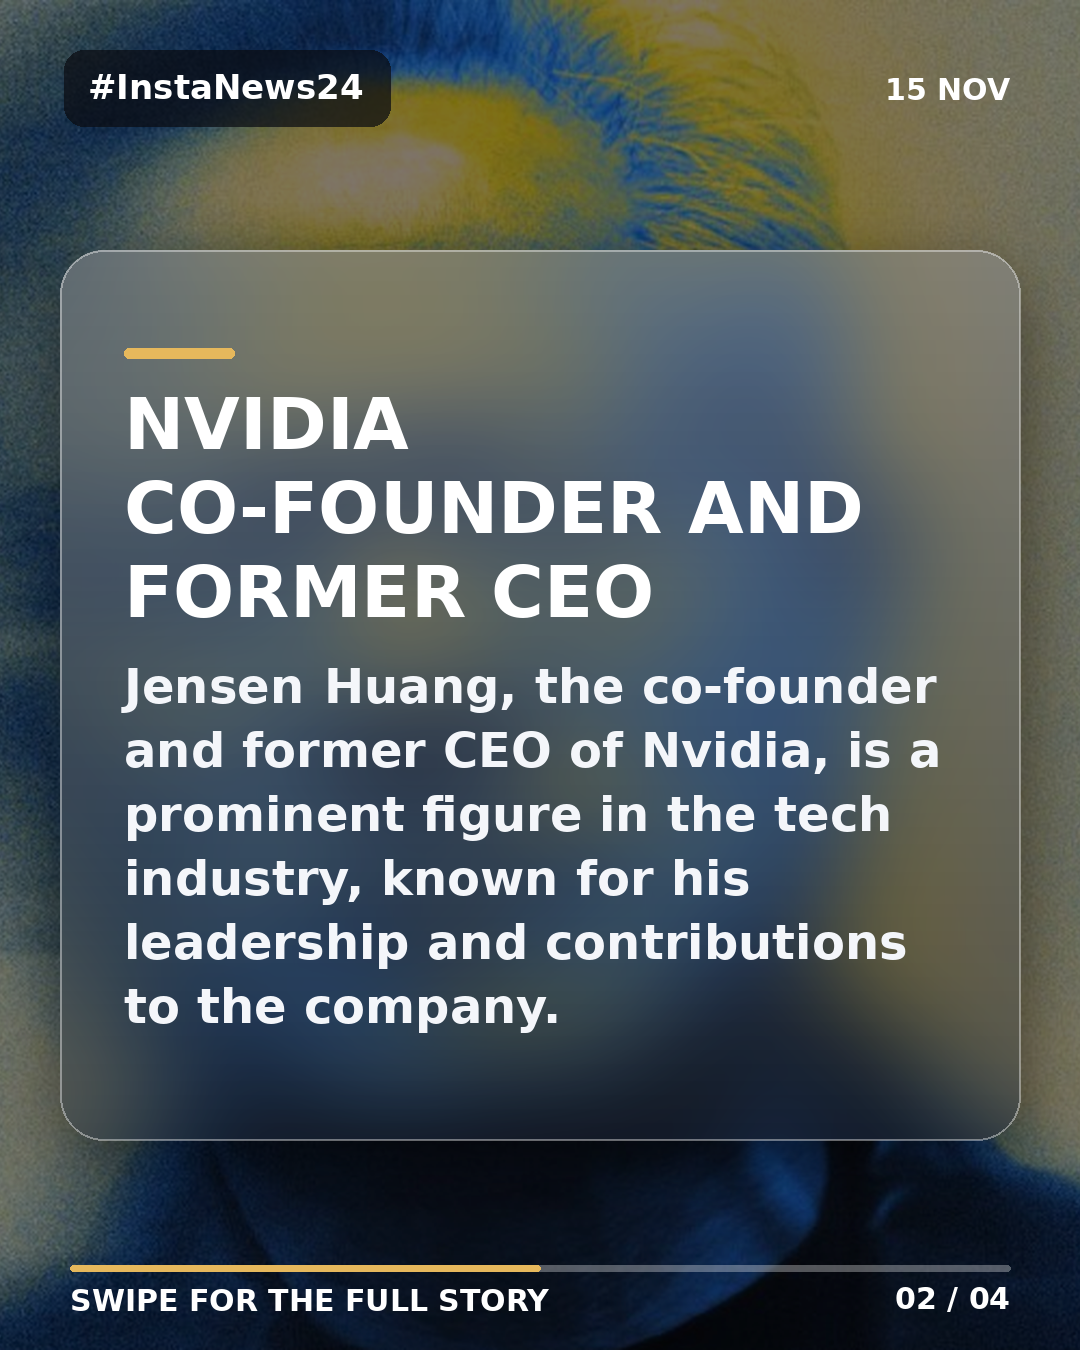 #InstaNews24
15 NOV
NVIDIA
CO-FOUNDER AND
FORMER CEO
Jensen Huang, the co-founder
and former CEO of Nvidia, is a
prominent figure in the tech
industry, known for his
leadership and contributions
to the company.
SWIPE FOR THE FULL STORY
02 / 04